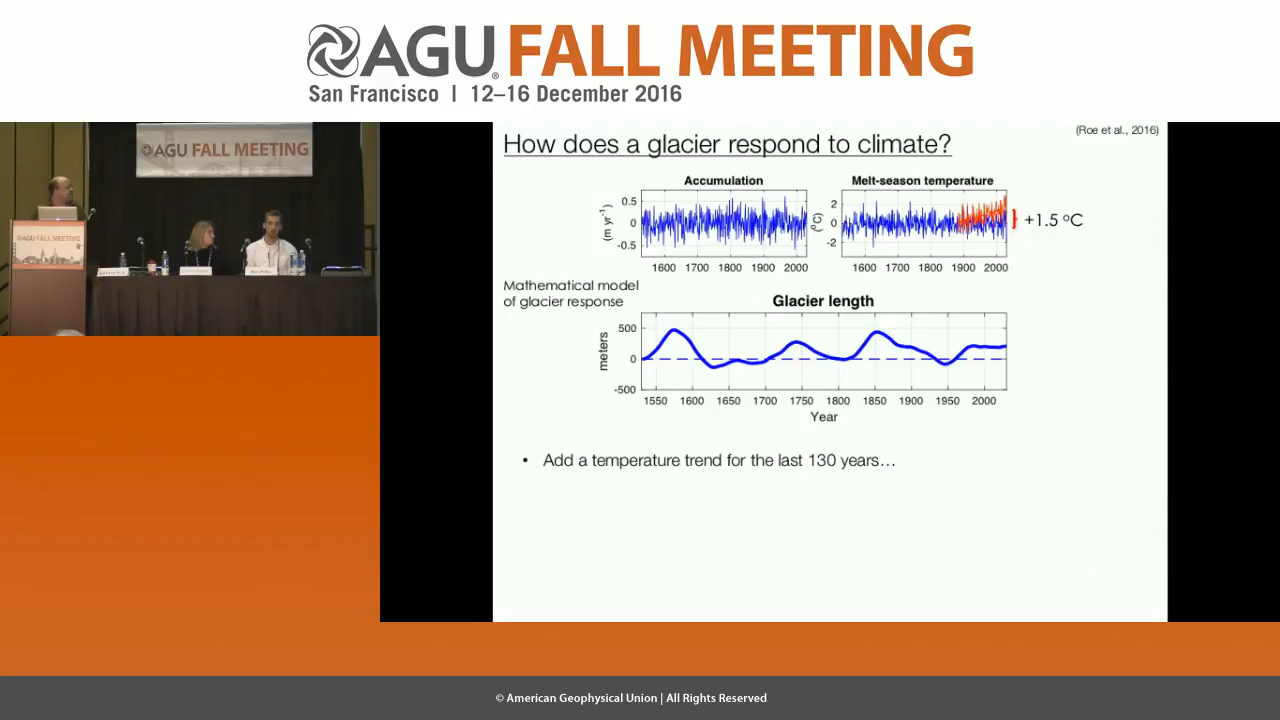 AGU FALL MEETING
San Francisco | 12–16 December 2016
AGU FALL MEETING
AGU FALL MEETING
How does a glacier respond to climate?
(Roe et al., 2016)
Accumulation
Melt-season temperature
(m yr⁻¹)
0.5
0
-0.5
1600 1700 1800 1900 2000
(°C)
2
0
-2
1600 1700 1800 1900 2000
+1.5 °C
Mathematical model
of glacier response
Glacier length
meters
500
0
-500
1550 1600 1650 1700 1750 1800 1850 1900 1950 2000
Year
• Add a temperature trend for the last 130 years…
© American Geophysical Union | All Rights Reserved